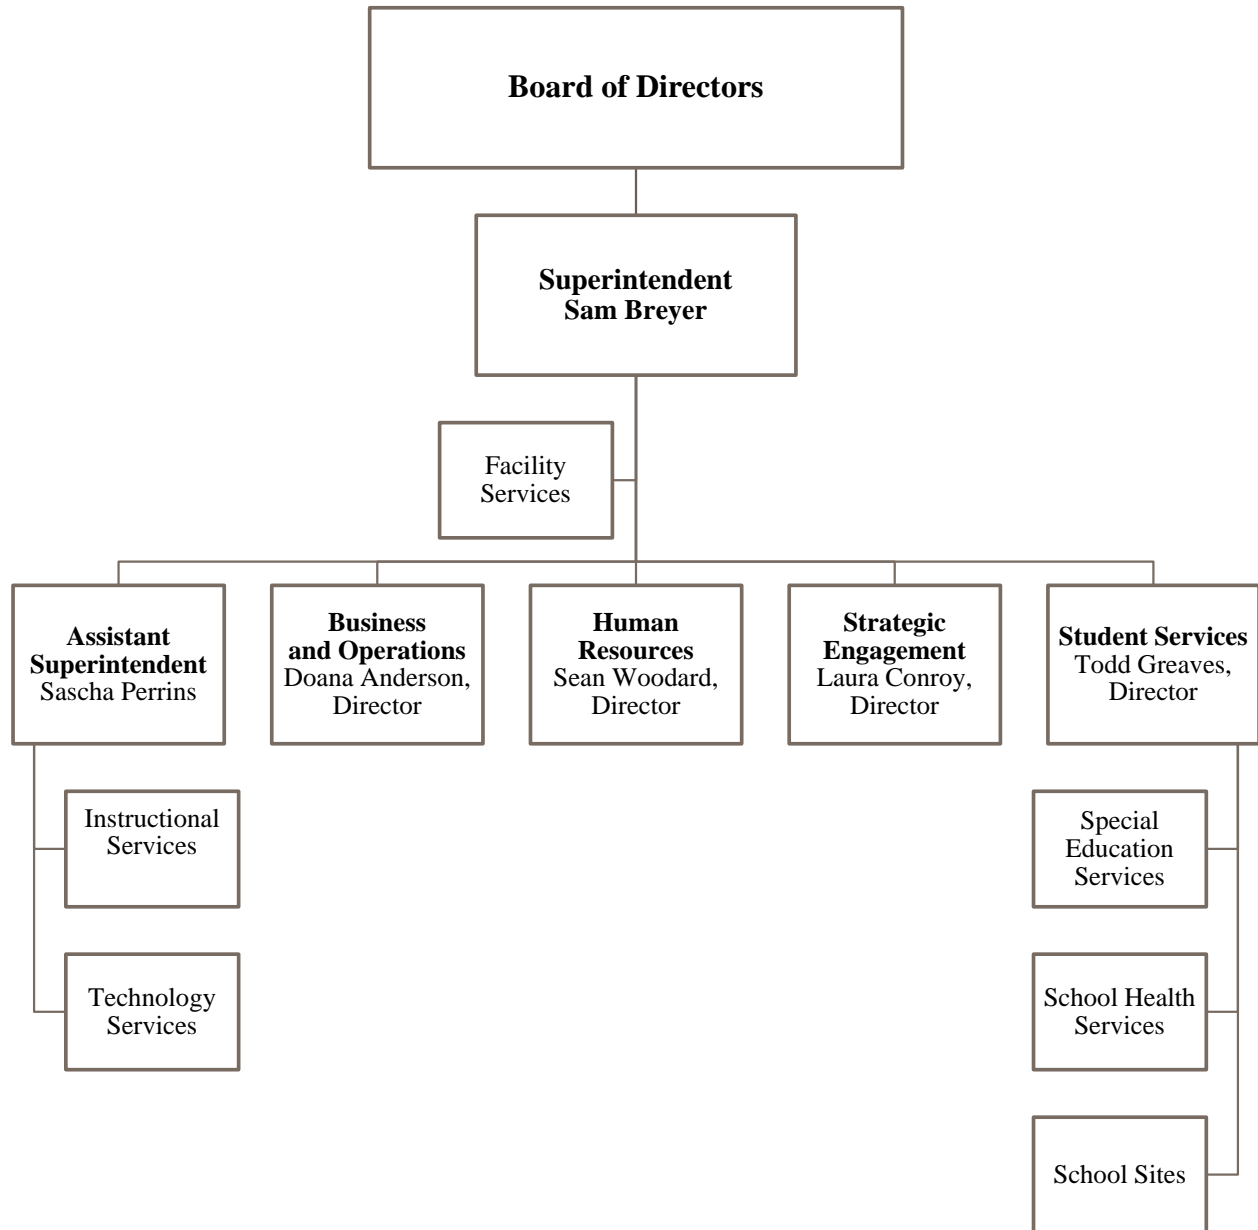 Board of Directors
Superintendent
Sam Breyer
Facility
Services
Assistant
Superintendent
Sascha Perrins
Business
and Operations
Doana Anderson,
Director
Human
Resources
Sean Woodard,
Director
Strategic
Engagement
Laura Conroy,
Director
Student Services
Todd Greaves,
Director
Instructional
Services
Technology
Services
Special
Education
Services
School Health
Services
School Sites